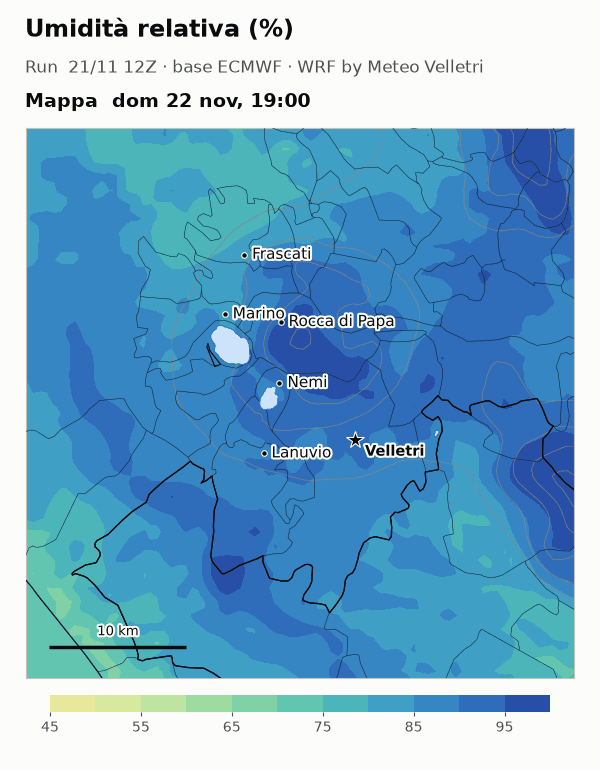 Umidità relativa (%)
Run  21/11 12Z · base ECMWF · WRF by Meteo Velletri
Mappa  dom 22 nov, 19:00
Frascati
Marino
Rocca di Papa
Nemi
Velletri
Lanuvio
10 km
45 55 65 75 85 95